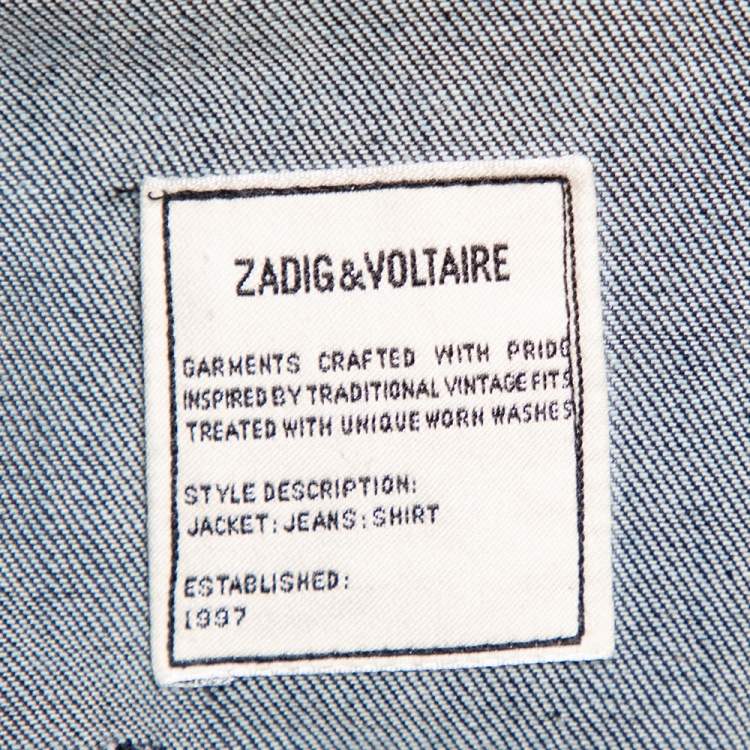 ZADIG&VOLTAIRE
GARMENTS CRAFTED WITH PRIDE
INSPIRED BY TRADITIONAL VINTAGE FITS
TREATED WITH UNIQUE WORN WASHES
STYLE DESCRIPTION:
JACKET: JEANS: SHIRT
ESTABLISHED:
1997